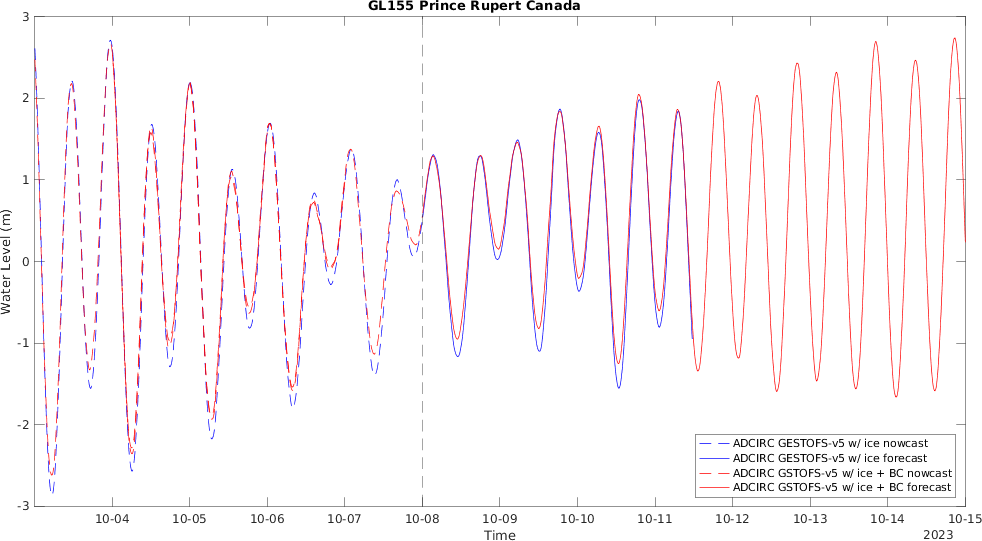 GL155 Prince Rupert Canada
3
2
1
0
-1
-2
-3
Water Level (m)
ADCIRC GESTOFS-v5 w/ ice nowcast
ADCIRC GESTOFS-v5 w/ ice forecast
ADCIRC GSTOFS-v5 w/ ice + BC nowcast
ADCIRC GSTOFS-v5 w/ ice + BC forecast
10-04 10-05 10-06 10-07 10-08 10-09 10-10 10-11 10-12 10-13 10-14 10-15
Time
2023